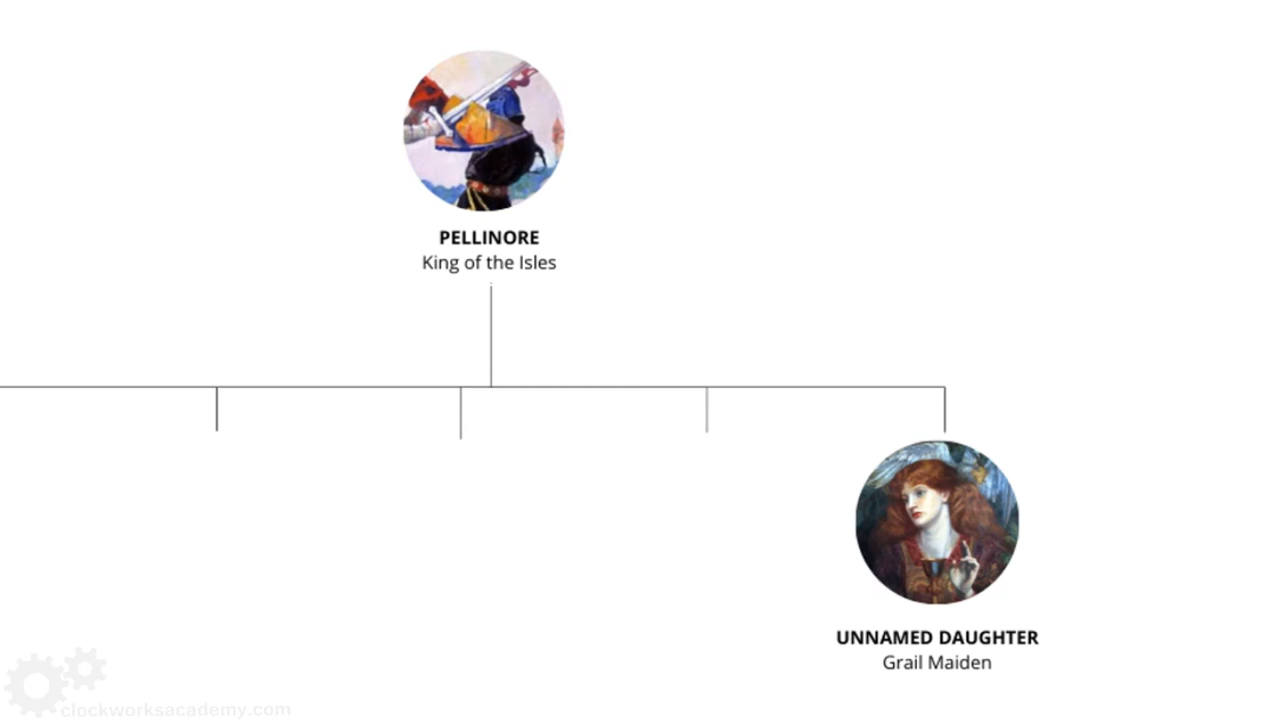 PELLINORE
King of the Isles
UNNAMED DAUGHTER
Grail Maiden
clockworksacademy.com